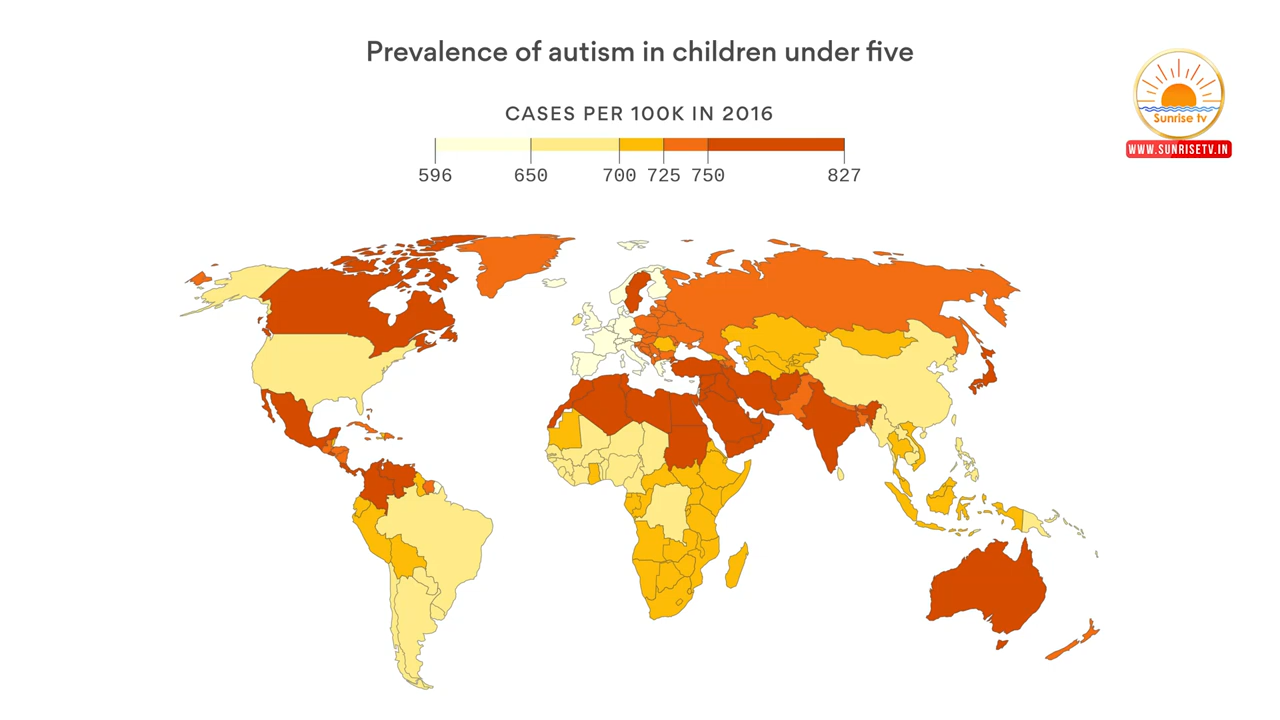 Prevalence of autism in children under five
CASES PER 100K IN 2016
596 650 700 725 750 827
Sunrise tv
WWW.SUNRISETV.IN